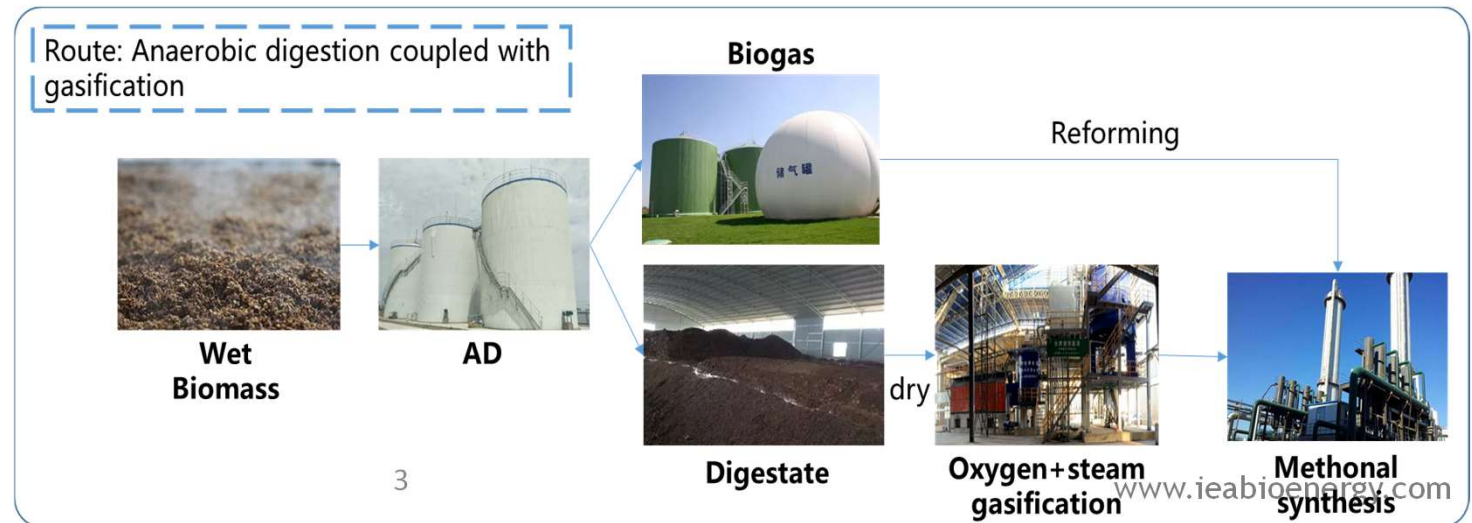 Route: Anaerobic digestion coupled with
gasification
Biogas
Reforming
储气罐
Wet
Biomass
AD
dry
Digestate
Oxygen+steam
gasification
Methonal
synthesis
3
www.ieabioenergy.com